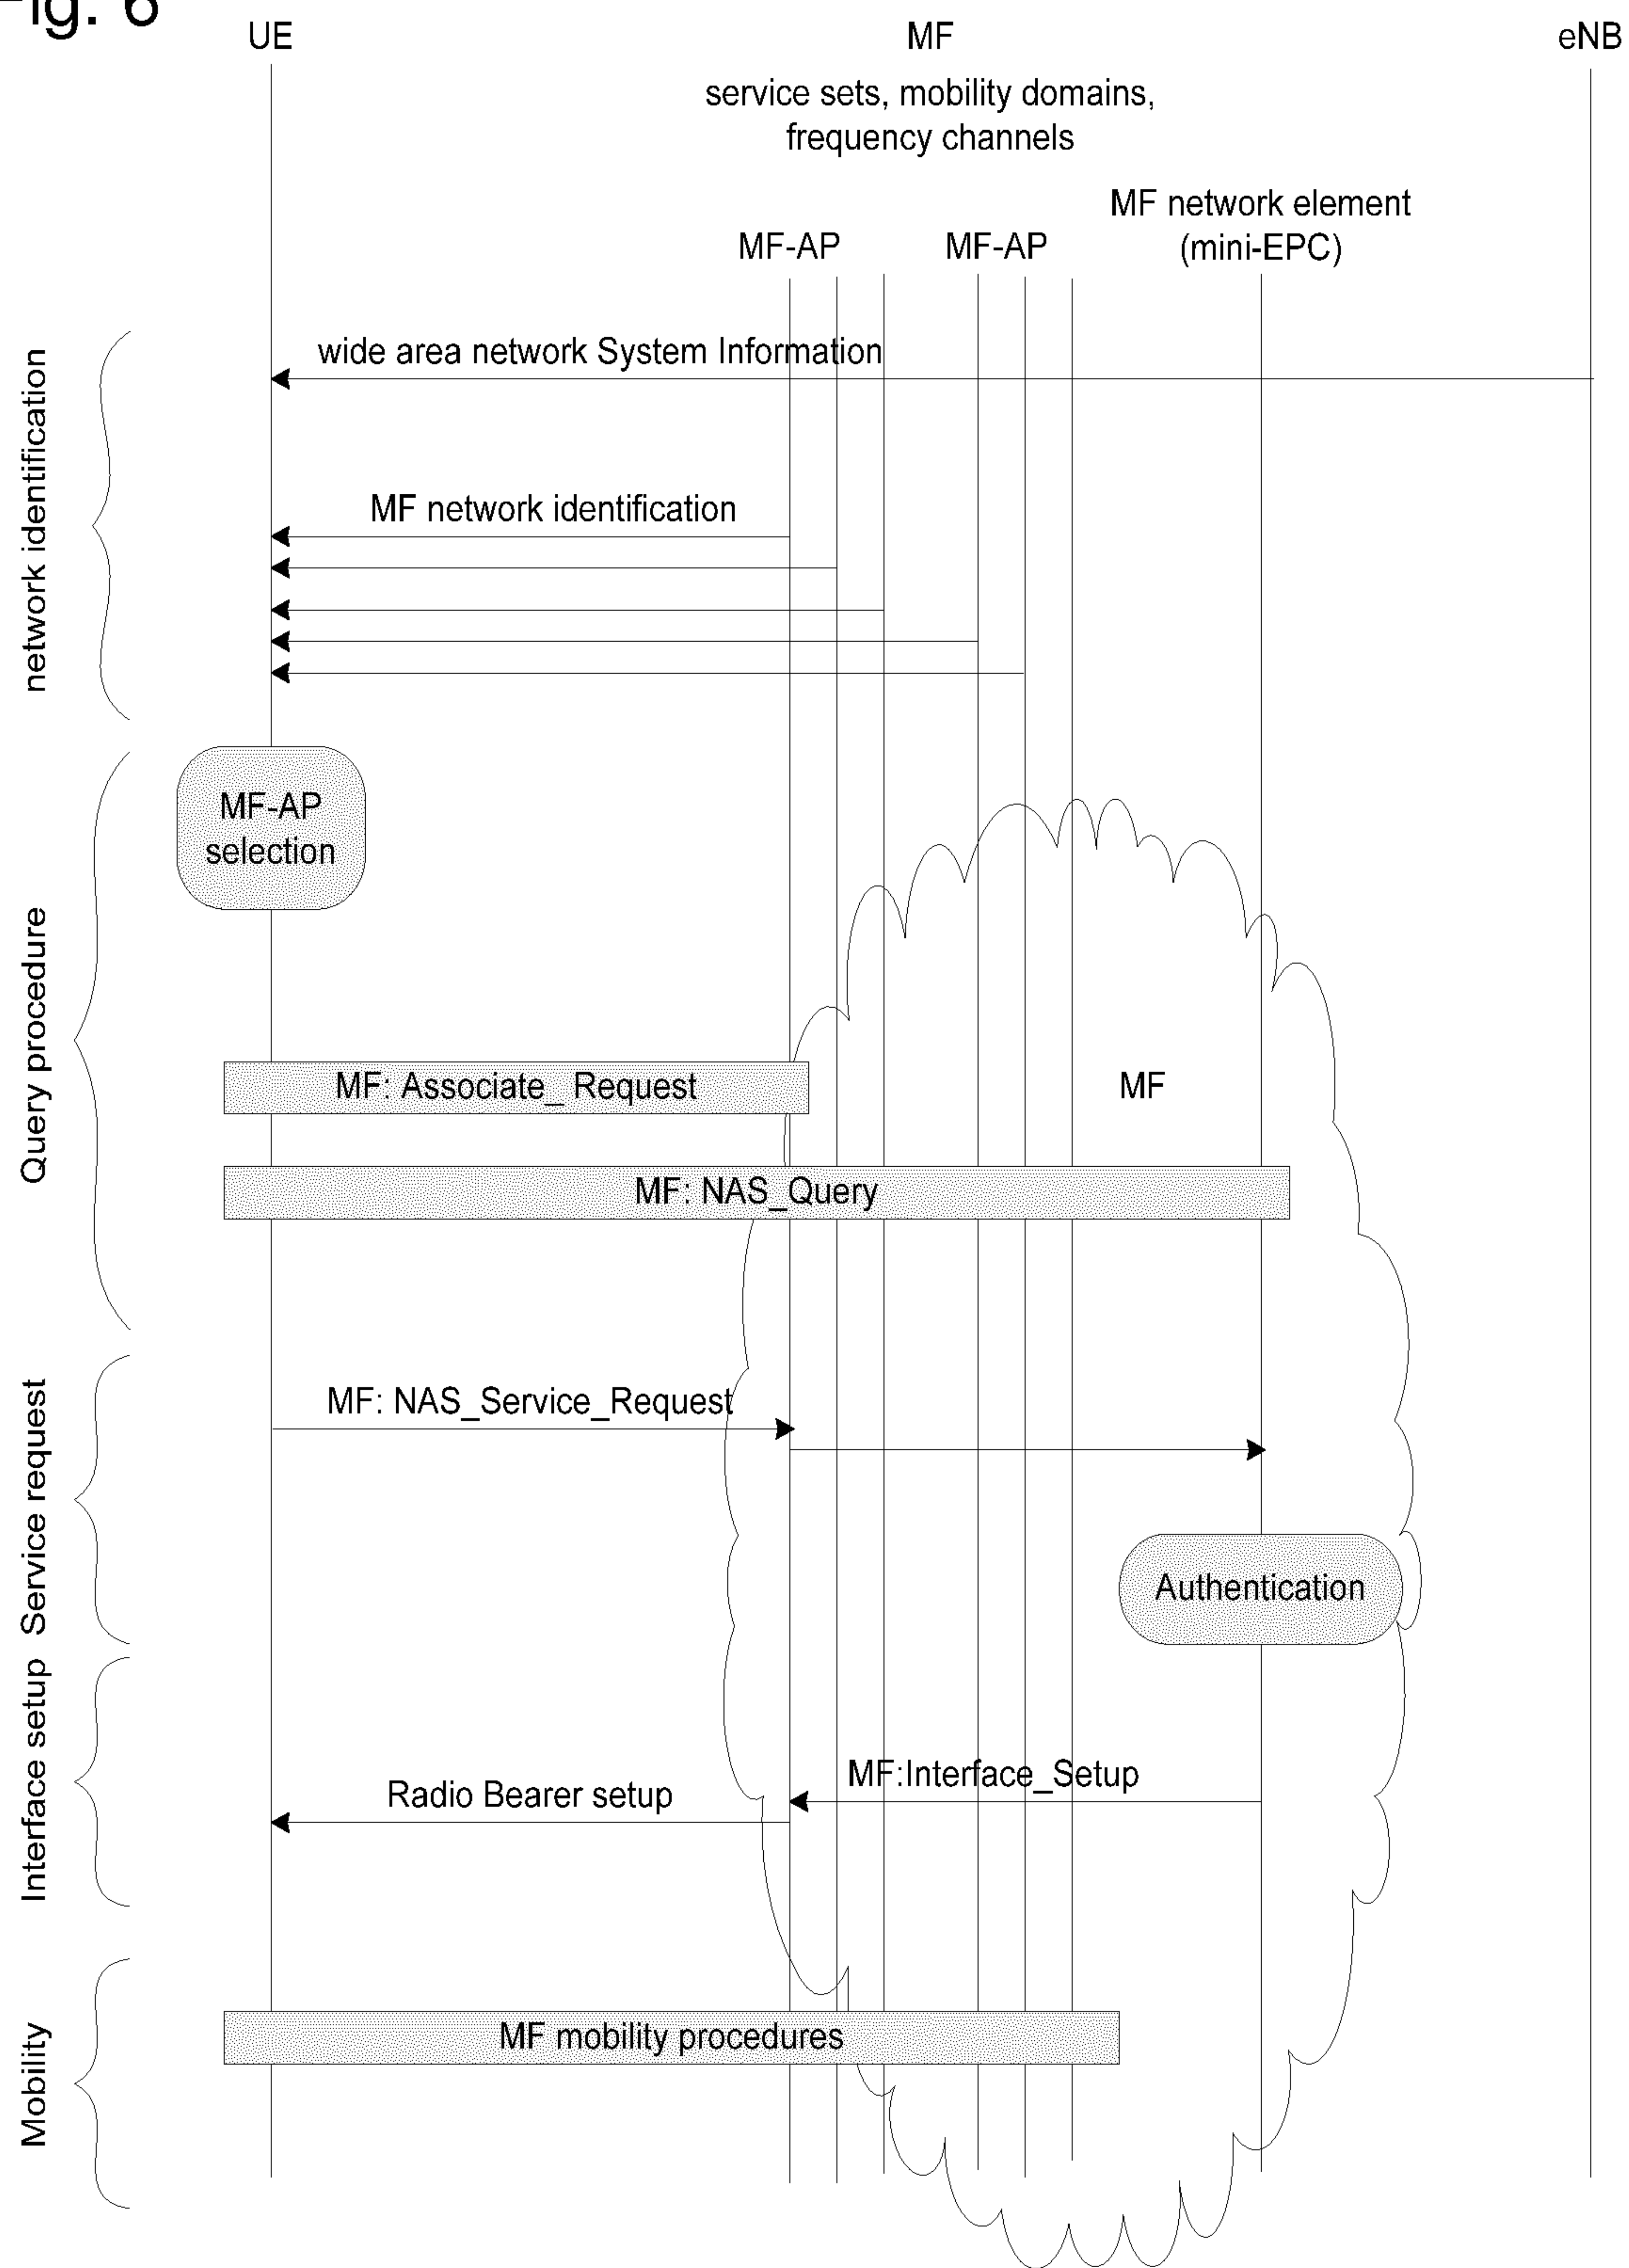 Fig. 6
UE
MF
eNB
service sets, mobility domains,
frequency channels
MF network element
(mini-EPC)
MF-AP
MF-AP
network identification
wide area network System Information
MF network identification
Query procedure
MF-AP
selection
MF: Associate_ Request
MF
MF: NAS_Query
Service request
MF: NAS_Service_Request
Authentication
Interface setup
MF:Interface_Setup
Radio Bearer setup
Mobility
MF mobility procedures